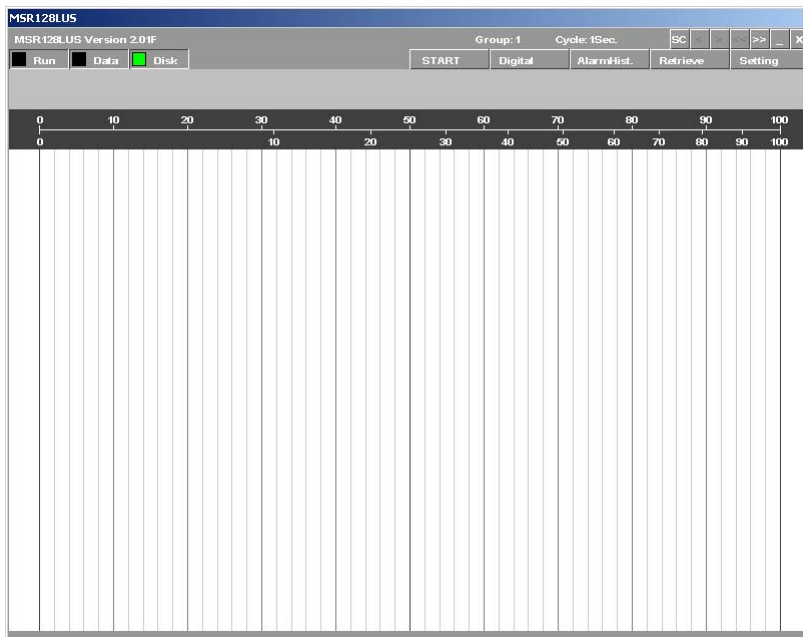 MSR128LUS
MSR128LUS Version 2.01F Group:1 Cycle:1Sec. SC < > << >> _ X
Run Data Disk START Digital AlarmHist. Retrieve Setting
0 10 20 30 40 50 60 70 80 90 100
0 10 20 30 40 50 60 70 80 90 100